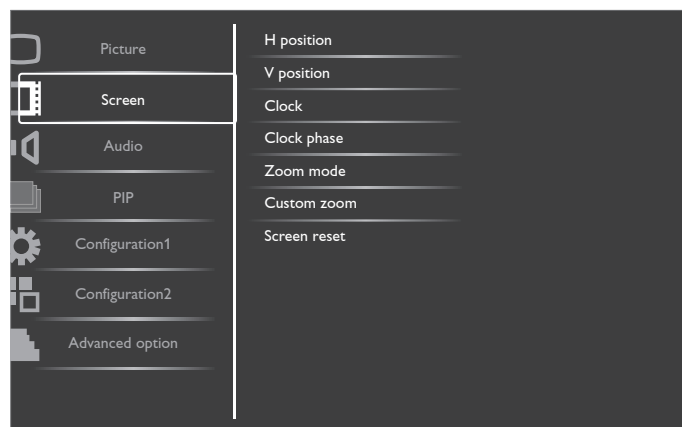 Picture
Screen
Audio
PIP
Configuration1
Configuration2
Advanced option
H position
V position
Clock
Clock phase
Zoom mode
Custom zoom
Screen reset